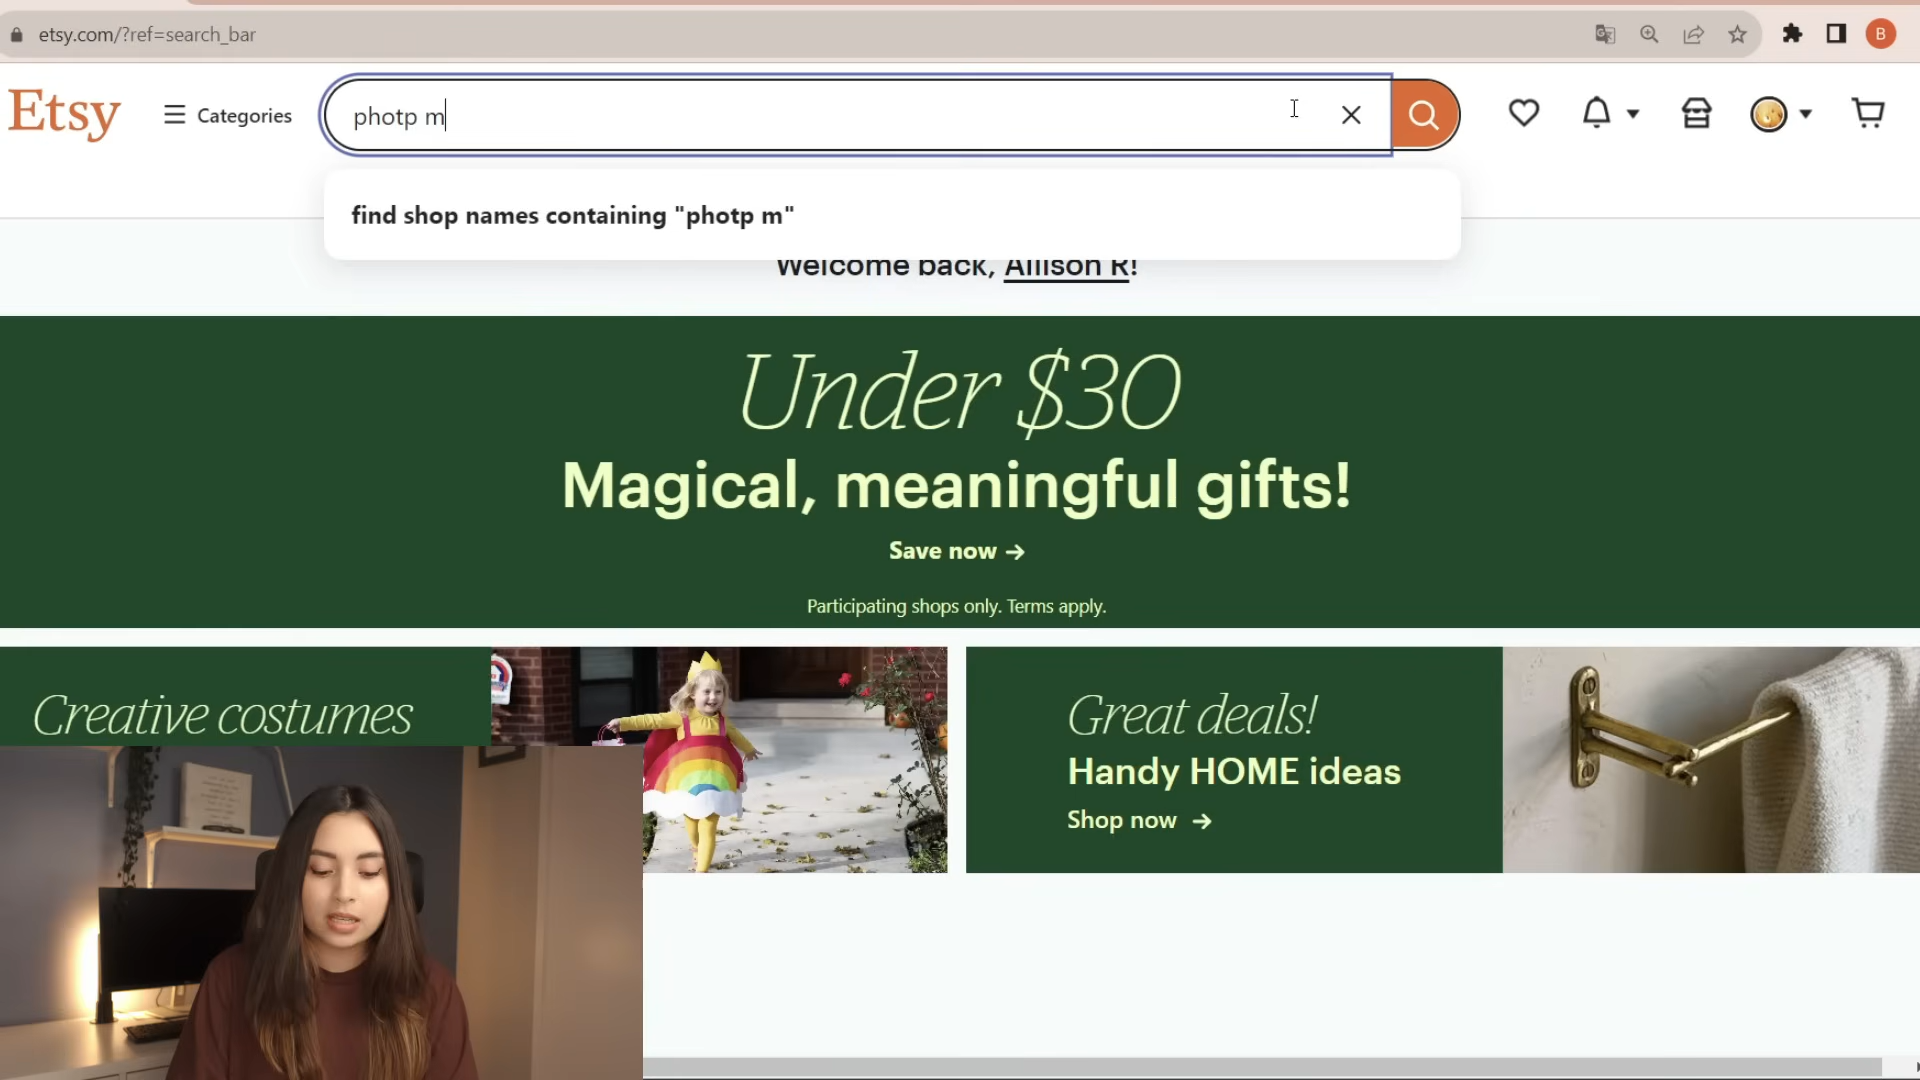 etsy.com/?ref=search_bar
B
Etsy
Categories
photp m
find shop names containing "photp m"
Welcome back, Allison R!
Under $30
Magical, meaningful gifts!
Save now →
Participating shops only. Terms apply.
Creative costumes
Great deals!
Handy HOME ideas
Shop now →